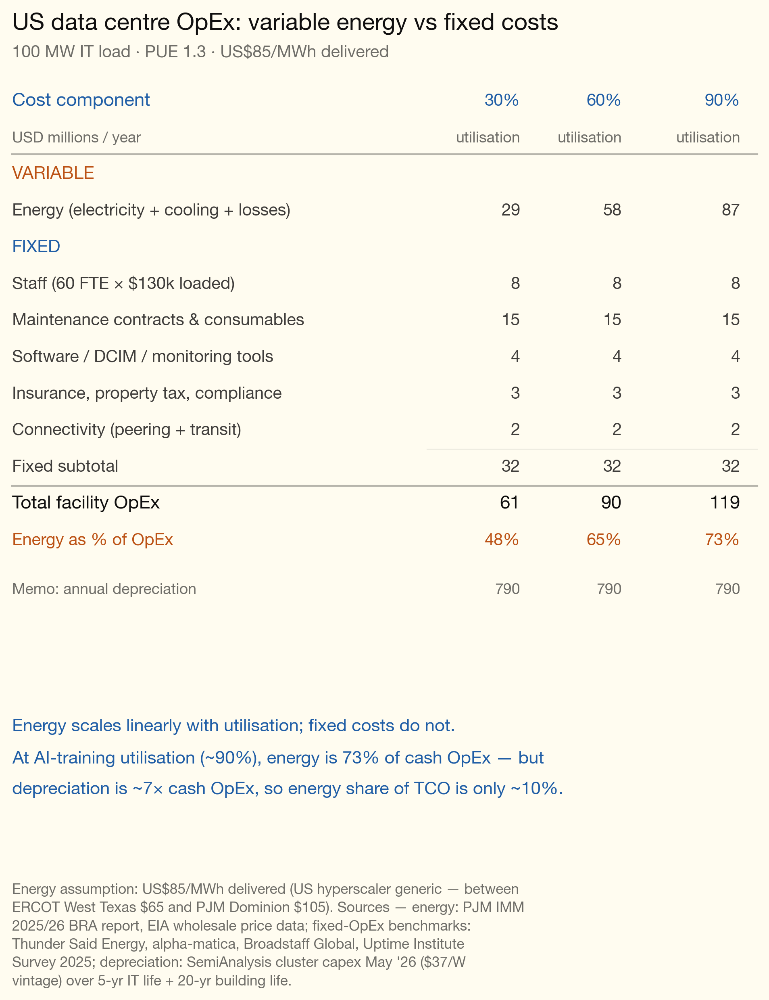 US data centre OpEx: variable energy vs fixed costs
100 MW IT load · PUE 1.3 · US$85/MWh delivered
Cost component 30% 60% 90%
USD millions / year utilisation utilisation utilisation
VARIABLE
Energy (electricity + cooling + losses) 29 58 87
FIXED
Staff (60 FTE × $130k loaded) 8 8 8
Maintenance contracts & consumables 15 15 15
Software / DCIM / monitoring tools 4 4 4
Insurance, property tax, compliance 3 3 3
Connectivity (peering + transit) 2 2 2
Fixed subtotal 32 32 32
Total facility OpEx 61 90 119
Energy as % of OpEx 48% 65% 73%
Memo: annual depreciation 790 790 790
Energy scales linearly with utilisation; fixed costs do not.
At AI-training utilisation (~90%), energy is 73% of cash OpEx — but
depreciation is ~7× cash OpEx, so energy share of TCO is only ~10%.
Energy assumption: US$85/MWh delivered (US hyperscaler generic — between
ERCOT West Texas $65 and PJM Dominion $105). Sources — energy: PJM IMM
2025/26 BRA report, EIA wholesale price data; fixed-OpEx benchmarks:
Thunder Said Energy, alpha-matica, Broadstaff Global, Uptime Institute
Survey 2025; depreciation: SemiAnalysis cluster capex May '26 ($37/W
vintage) over 5-yr IT life + 20-yr building life.